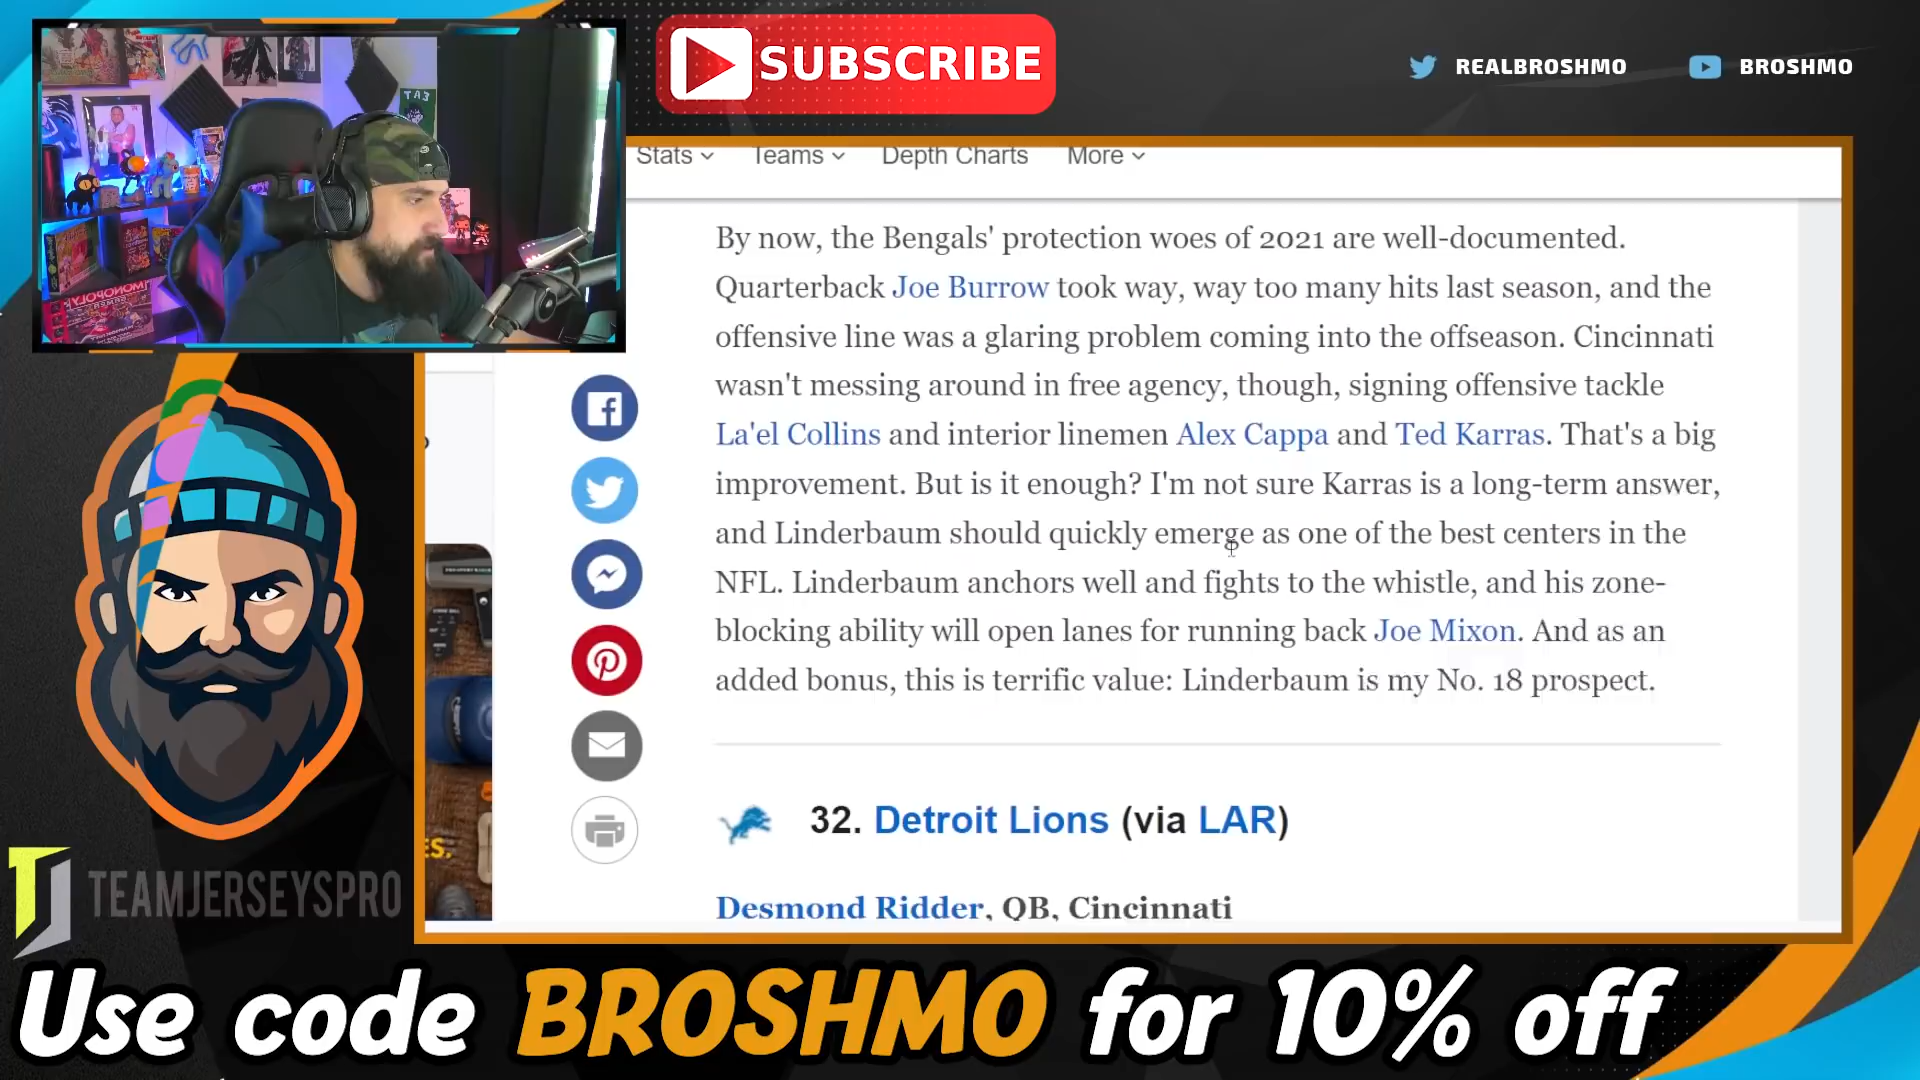 SUBSCRIBE
REALBROSHMO
BROSHMO
EAT
MONOPOLY
Stats
Teams
Depth Charts
More
By now, the Bengals' protection woes of 2021 are well-documented.
Quarterback Joe Burrow took way, way too many hits last season, and the
offensive line was a glaring problem coming into the offseason. Cincinnati
wasn't messing around in free agency, though, signing offensive tackle
La'el Collins and interior linemen Alex Cappa and Ted Karras. That's a big
improvement. But is it enough? I'm not sure Karras is a long-term answer,
and Linderbaum should quickly emerge as one of the best centers in the
NFL. Linderbaum anchors well and fights to the whistle, and his zone-
blocking ability will open lanes for running back Joe Mixon. And as an
added bonus, this is terrific value: Linderbaum is my No. 18 prospect.
32. Detroit Lions (via LAR)
Desmond Ridder, QB, Cincinnati
ES.
TJ TEAMJERSEYSPRO
Use code BROSHMO for 10% off